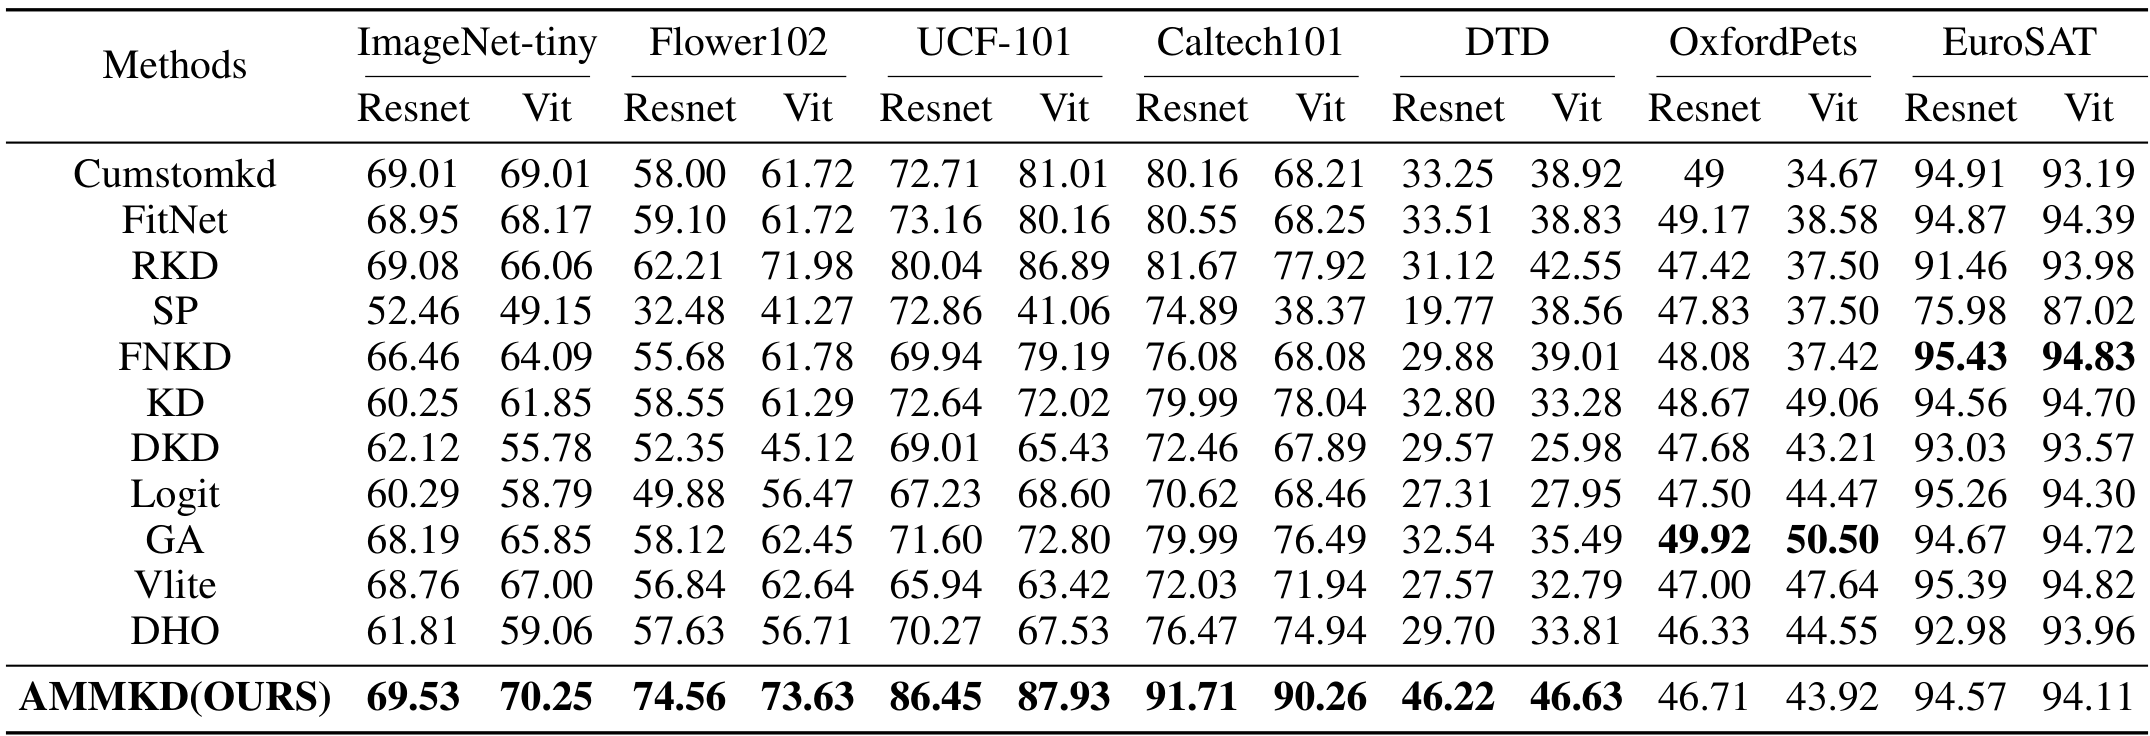 Methods ImageNet-tiny Flower102 UCF-101 Caltech101 DTD OxfordPets EuroSAT
Resnet Vit Resnet Vit Resnet Vit Resnet Vit Resnet Vit Resnet Vit Resnet Vit
Cumstomkd 69.01 69.01 58.00 61.72 72.71 81.01 80.16 68.21 33.25 38.92 49 34.67 94.91 93.19
FitNet 68.95 68.17 59.10 61.72 73.16 80.16 80.55 68.25 33.51 38.83 49.17 38.58 94.87 94.39
RKD 69.08 66.06 62.21 71.98 80.04 86.89 81.67 77.92 31.12 42.55 47.42 37.50 91.46 93.98
SP 52.46 49.15 32.48 41.27 72.86 41.06 74.89 38.37 19.77 38.56 47.83 37.50 75.98 87.02
FNKD 66.46 64.09 55.68 61.78 69.94 79.19 76.08 68.08 29.88 39.01 48.08 37.42 95.43 94.83
KD 60.25 61.85 58.55 61.29 72.64 72.02 79.99 78.04 32.80 33.28 48.67 49.06 94.56 94.70
DKD 62.12 55.78 52.35 45.12 69.01 65.43 72.46 67.89 29.57 25.98 47.68 43.21 93.03 93.57
Logit 60.29 58.79 49.88 56.47 67.23 68.60 70.62 68.46 27.31 27.95 47.50 44.47 95.26 94.30
GA 68.19 65.85 58.12 62.45 71.60 72.80 79.99 76.49 32.54 35.49 49.92 50.50 94.67 94.72
Vlite 68.76 67.00 56.84 62.64 65.94 63.42 72.03 71.94 27.57 32.79 47.00 47.64 95.39 94.82
DHO 61.81 59.06 57.63 56.71 70.27 67.53 76.47 74.94 29.70 33.81 46.33 44.55 92.98 93.96
AMMKD(OURS) 69.53 70.25 74.56 73.63 86.45 87.93 91.71 90.26 46.22 46.63 46.71 43.92 94.57 94.11